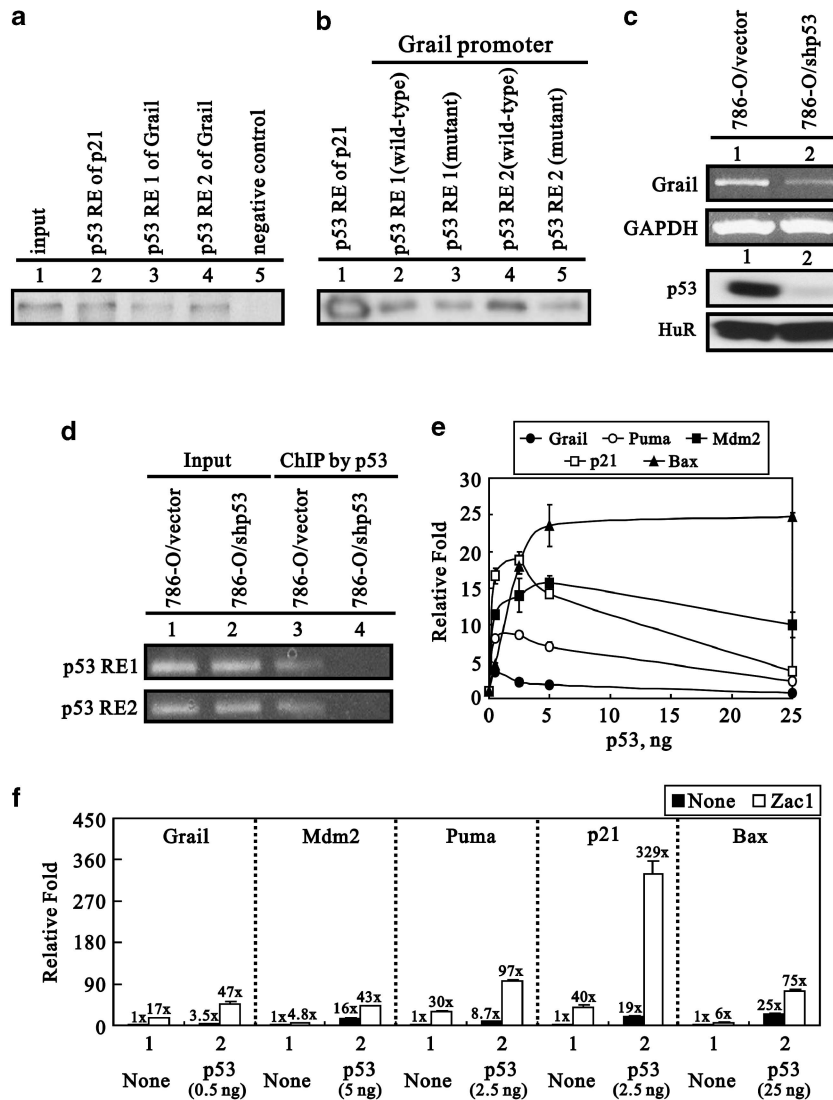 a
input
p53 RE of p21
p53 RE 1 of Grail
p53 RE 2 of Grail
negative control
1 2 3 4 5
b
Grail promoter
p53 RE of p21
p53 RE 1(wild-type)
p53 RE 1(mutant)
p53 RE 2(wild-type)
p53 RE 2 (mutant)
1 2 3 4 5
c
786-O/vector
786-O/shp53
1 2
Grail
GAPDH
1 2
p53
HuR
d
Input ChIP by p53
786-O/vector
786-O/shp53
786-O/vector
786-O/shp53
1 2 3 4
p53 RE1
p53 RE2
e
Grail Puma Mdm2
p21 Bax
Relative Fold
30
25
20
15
10
5
0
0 5 10 15 20 25
p53, ng
f
None Zac1
Relative Fold
450
360
270
180
90
0
Grail Mdm2 Puma p21 Bax
1x 17x 3.5x 47x 1x 4.8x 16x 43x 1x 30x 8.7x 97x 1x 40x 19x 329x 1x 6x 25x 75x
1 2 1 2 1 2 1 2 1 2
None p53 None p53 None p53 None p53 None p53
(0.5 ng) (5 ng) (2.5 ng) (2.5 ng) (25 ng)